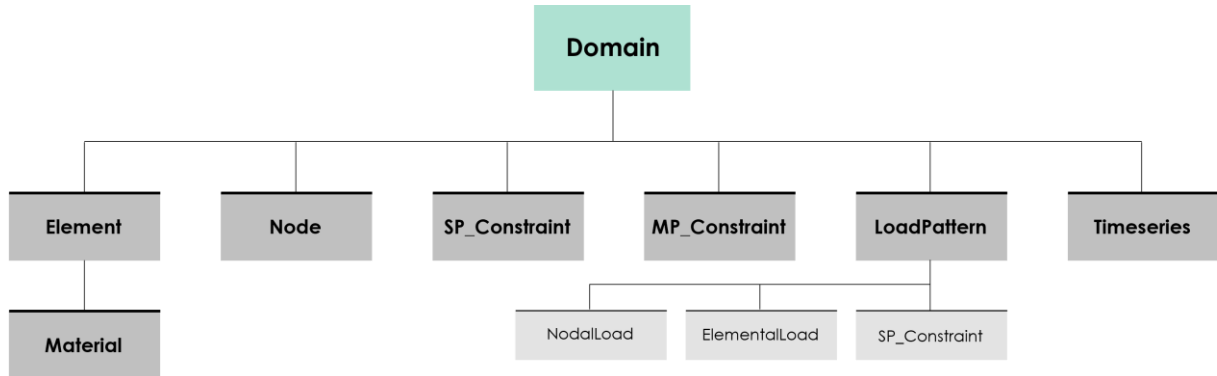 Domain
Element
Node
SP_Constraint
MP_Constraint
LoadPattern
Timeseries
Material
NodalLoad
ElementalLoad
SP_Constraint